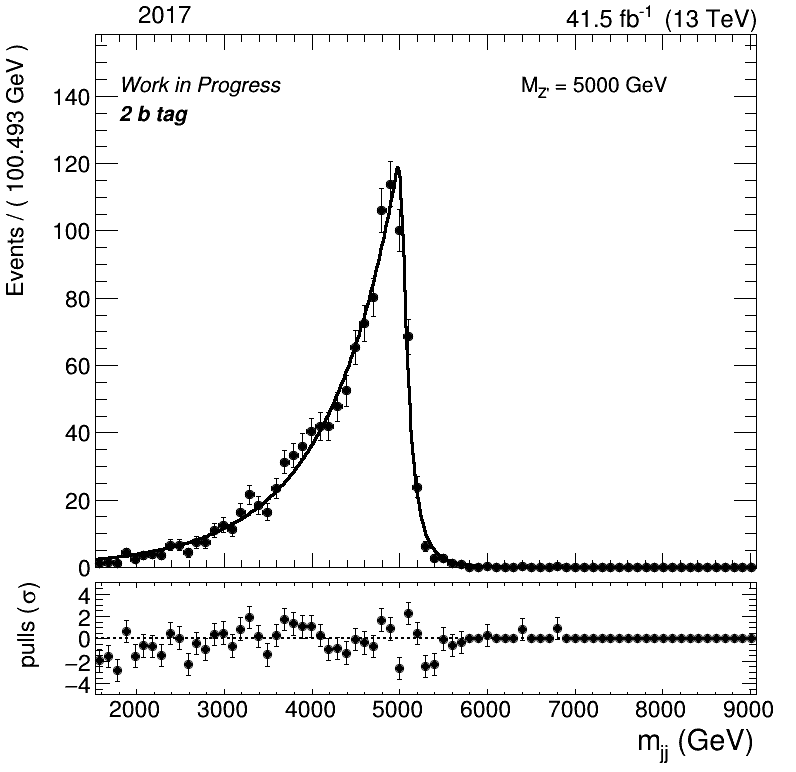 2017 41.5 fb⁻¹ (13 TeV)
Work in Progress
2 b tag
M_Z' = 5000 GeV
Events / ( 100.493 GeV )
140
120
100
80
60
40
20
0
pulls (σ)
4
2
0
−2
−4
2000 3000 4000 5000 6000 7000 8000 9000
m_jj (GeV)